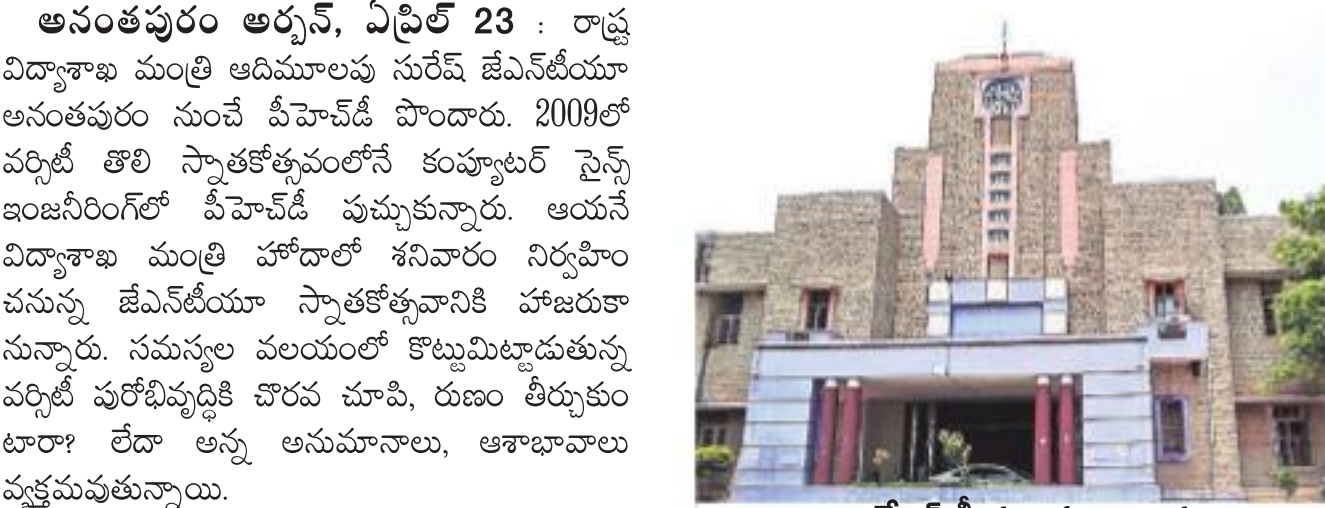 అనంతపురం అర్బన్, ఏప్రిల్ 23 : రాష్ట్ర
విద్యాశాఖ మంత్రి ఆదిమూలపు సురేష్ జేఎన్‌టీయూ
అనంతపురం నుంచే పీహెచ్‌డీ పొందారు. 2009లో
వర్సిటీ తొలి స్నాతకోత్సవంలోనే కంప్యూటర్ సైన్స్
ఇంజనీరింగ్‌లో పీహెచ్‌డీ పుచ్చుకున్నారు. ఆయనే
విద్యాశాఖ మంత్రి హోదాలో శనివారం నిర్వహిం
చనున్న జేఎన్‌టీయూ స్నాతకోత్సవానికి హాజరుకా
నున్నారు. సమస్యల వలయంలో కొట్టుమిట్టాడుతున్న
వర్సిటీ పురోభివృద్ధికి చొరవ చూపి, రుణం తీర్చుకుం
టారా? లేదా అన్న అనుమానాలు, ఆశాభావాలు
వ్యక్తమవుతున్నాయి.